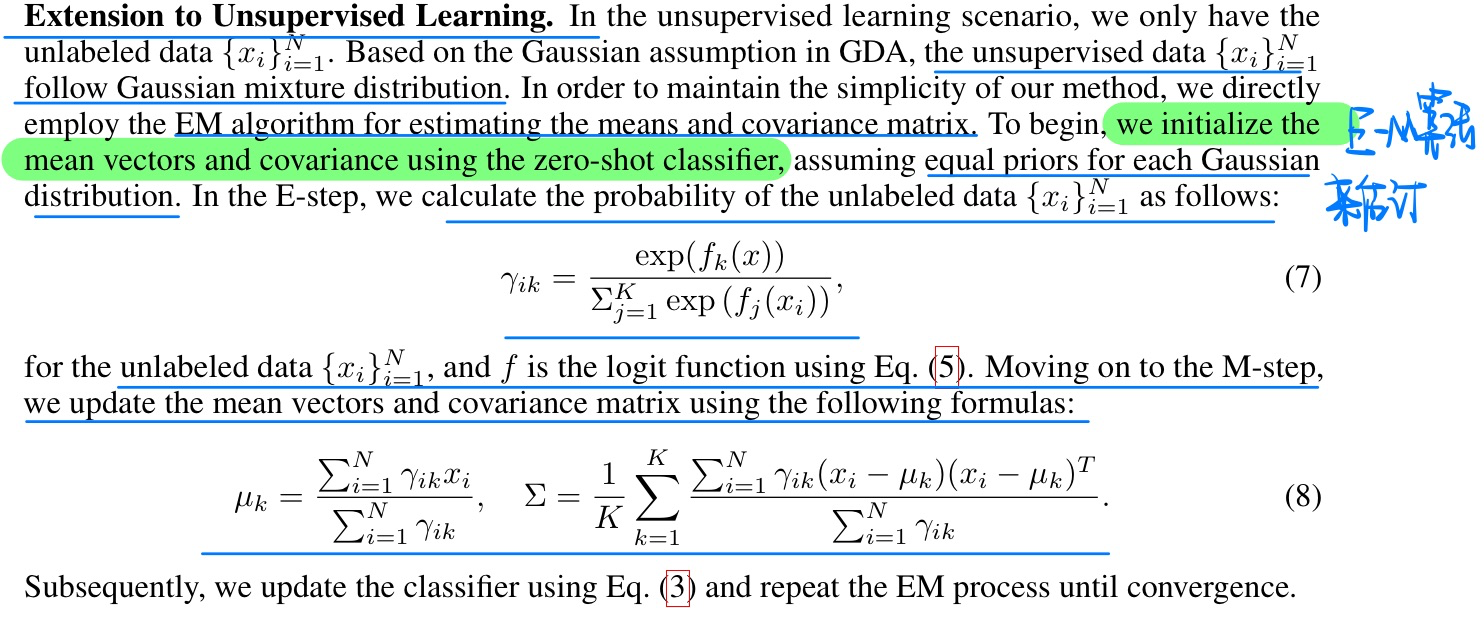 Extension to Unsupervised Learning. In the unsupervised learning scenario, we only have the
unlabeled data $\{x_i\}_{i=1}^N$. Based on the Gaussian assumption in GDA, the unsupervised data $\{x_i\}_{i=1}^N$
follow Gaussian mixture distribution. In order to maintain the simplicity of our method, we directly
employ the EM algorithm for estimating the means and covariance matrix. To begin, we initialize the
mean vectors and covariance using the zero-shot classifier, assuming equal priors for each Gaussian
distribution. In the E-step, we calculate the probability of the unlabeled data $\{x_i\}_{i=1}^N$ as follows:
E-M算法
来估计
$\gamma_{ik} = \frac{\exp(f_k(x))}{\Sigma_{j=1}^K \exp(f_j(x_i))},$ (7)
for the unlabeled data $\{x_i\}_{i=1}^N$, and $f$ is the logit function using Eq. (5). Moving on to the M-step,
we update the mean vectors and covariance matrix using the following formulas:
$\mu_k = \frac{\sum_{i=1}^N \gamma_{ik} x_i}{\sum_{i=1}^N \gamma_{ik}}, \quad \Sigma = \frac{1}{K} \sum_{k=1}^K \frac{\sum_{i=1}^N \gamma_{ik}(x_i - \mu_k)(x_i - \mu_k)^T}{\sum_{i=1}^N \gamma_{ik}}.$ (8)
Subsequently, we update the classifier using Eq. (3) and repeat the EM process until convergence.